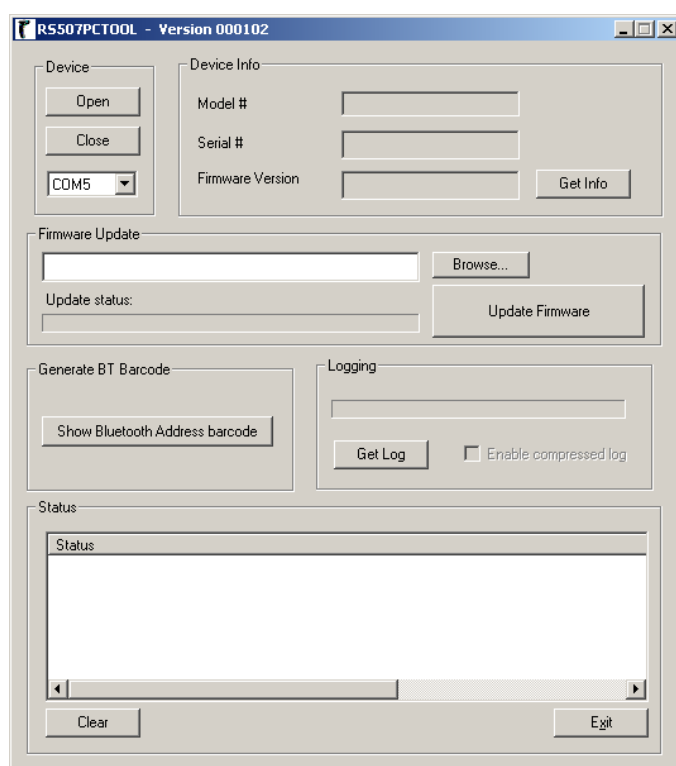 RS507PCTOOL - Version 000102
Device
Open
Close
COM5
Device Info
Model #
Serial #
Firmware Version
Get Info
Firmware Update
Browse...
Update status:
Update Firmware
Generate BT Barcode
Show Bluetooth Address barcode
Logging
Get Log
Enable compressed log
Status
Status
Clear
Exit